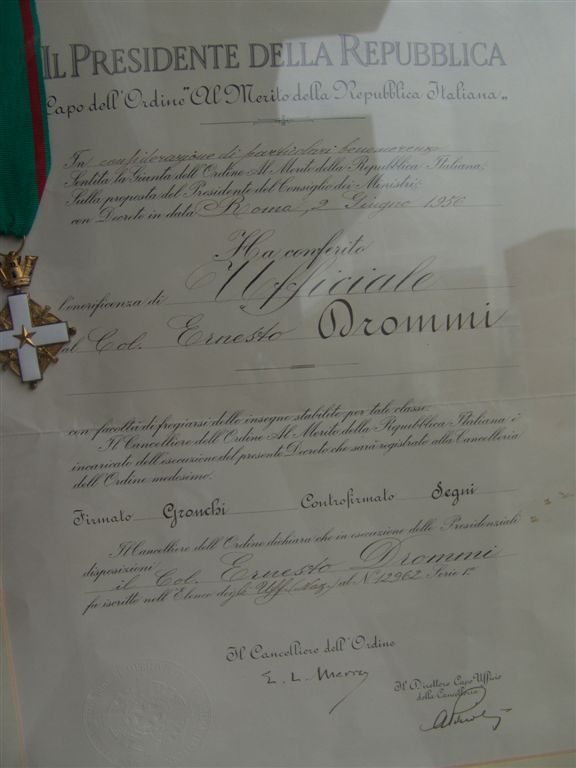 IL PRESIDENTE DELLA REPUBBLICA
Capo dell'Ordine "Al Merito della Repubblica Italiana"
In considerazione di particolari benemerenze
Sentita la Giunta dell'Ordine Al Merito della Repubblica Italiana;
Sulla proposta del Presidente del Consiglio dei Ministri;
con Decreto in data Roma, 2 Giugno 1956
Ha conferito
l'onorificenza di "Ufficiale"
al Col. Ernesto Drommi
con facoltà di fregiarsi delle insegne stabilite per tale classe.
Il Cancelliere dell'Ordine Al Merito della Repubblica Italiana è
incaricato dell'esecuzione del presente Decreto che sarà registrato alla Cancelleria
dell'Ordine medesimo.
Firmato Gronchi Controfirmato Segni
Il Cancelliere dell'Ordine dichiara che in esecuzione delle Presidenziali
disposizioni
il Col. Ernesto Drommi
fu iscritto nell'Elenco degli Uff. (Naz.) al N° 12962 Serie 1ª
Il Cancelliere dell'Ordine
Il Direttore Capo Ufficio
della Cancelleria